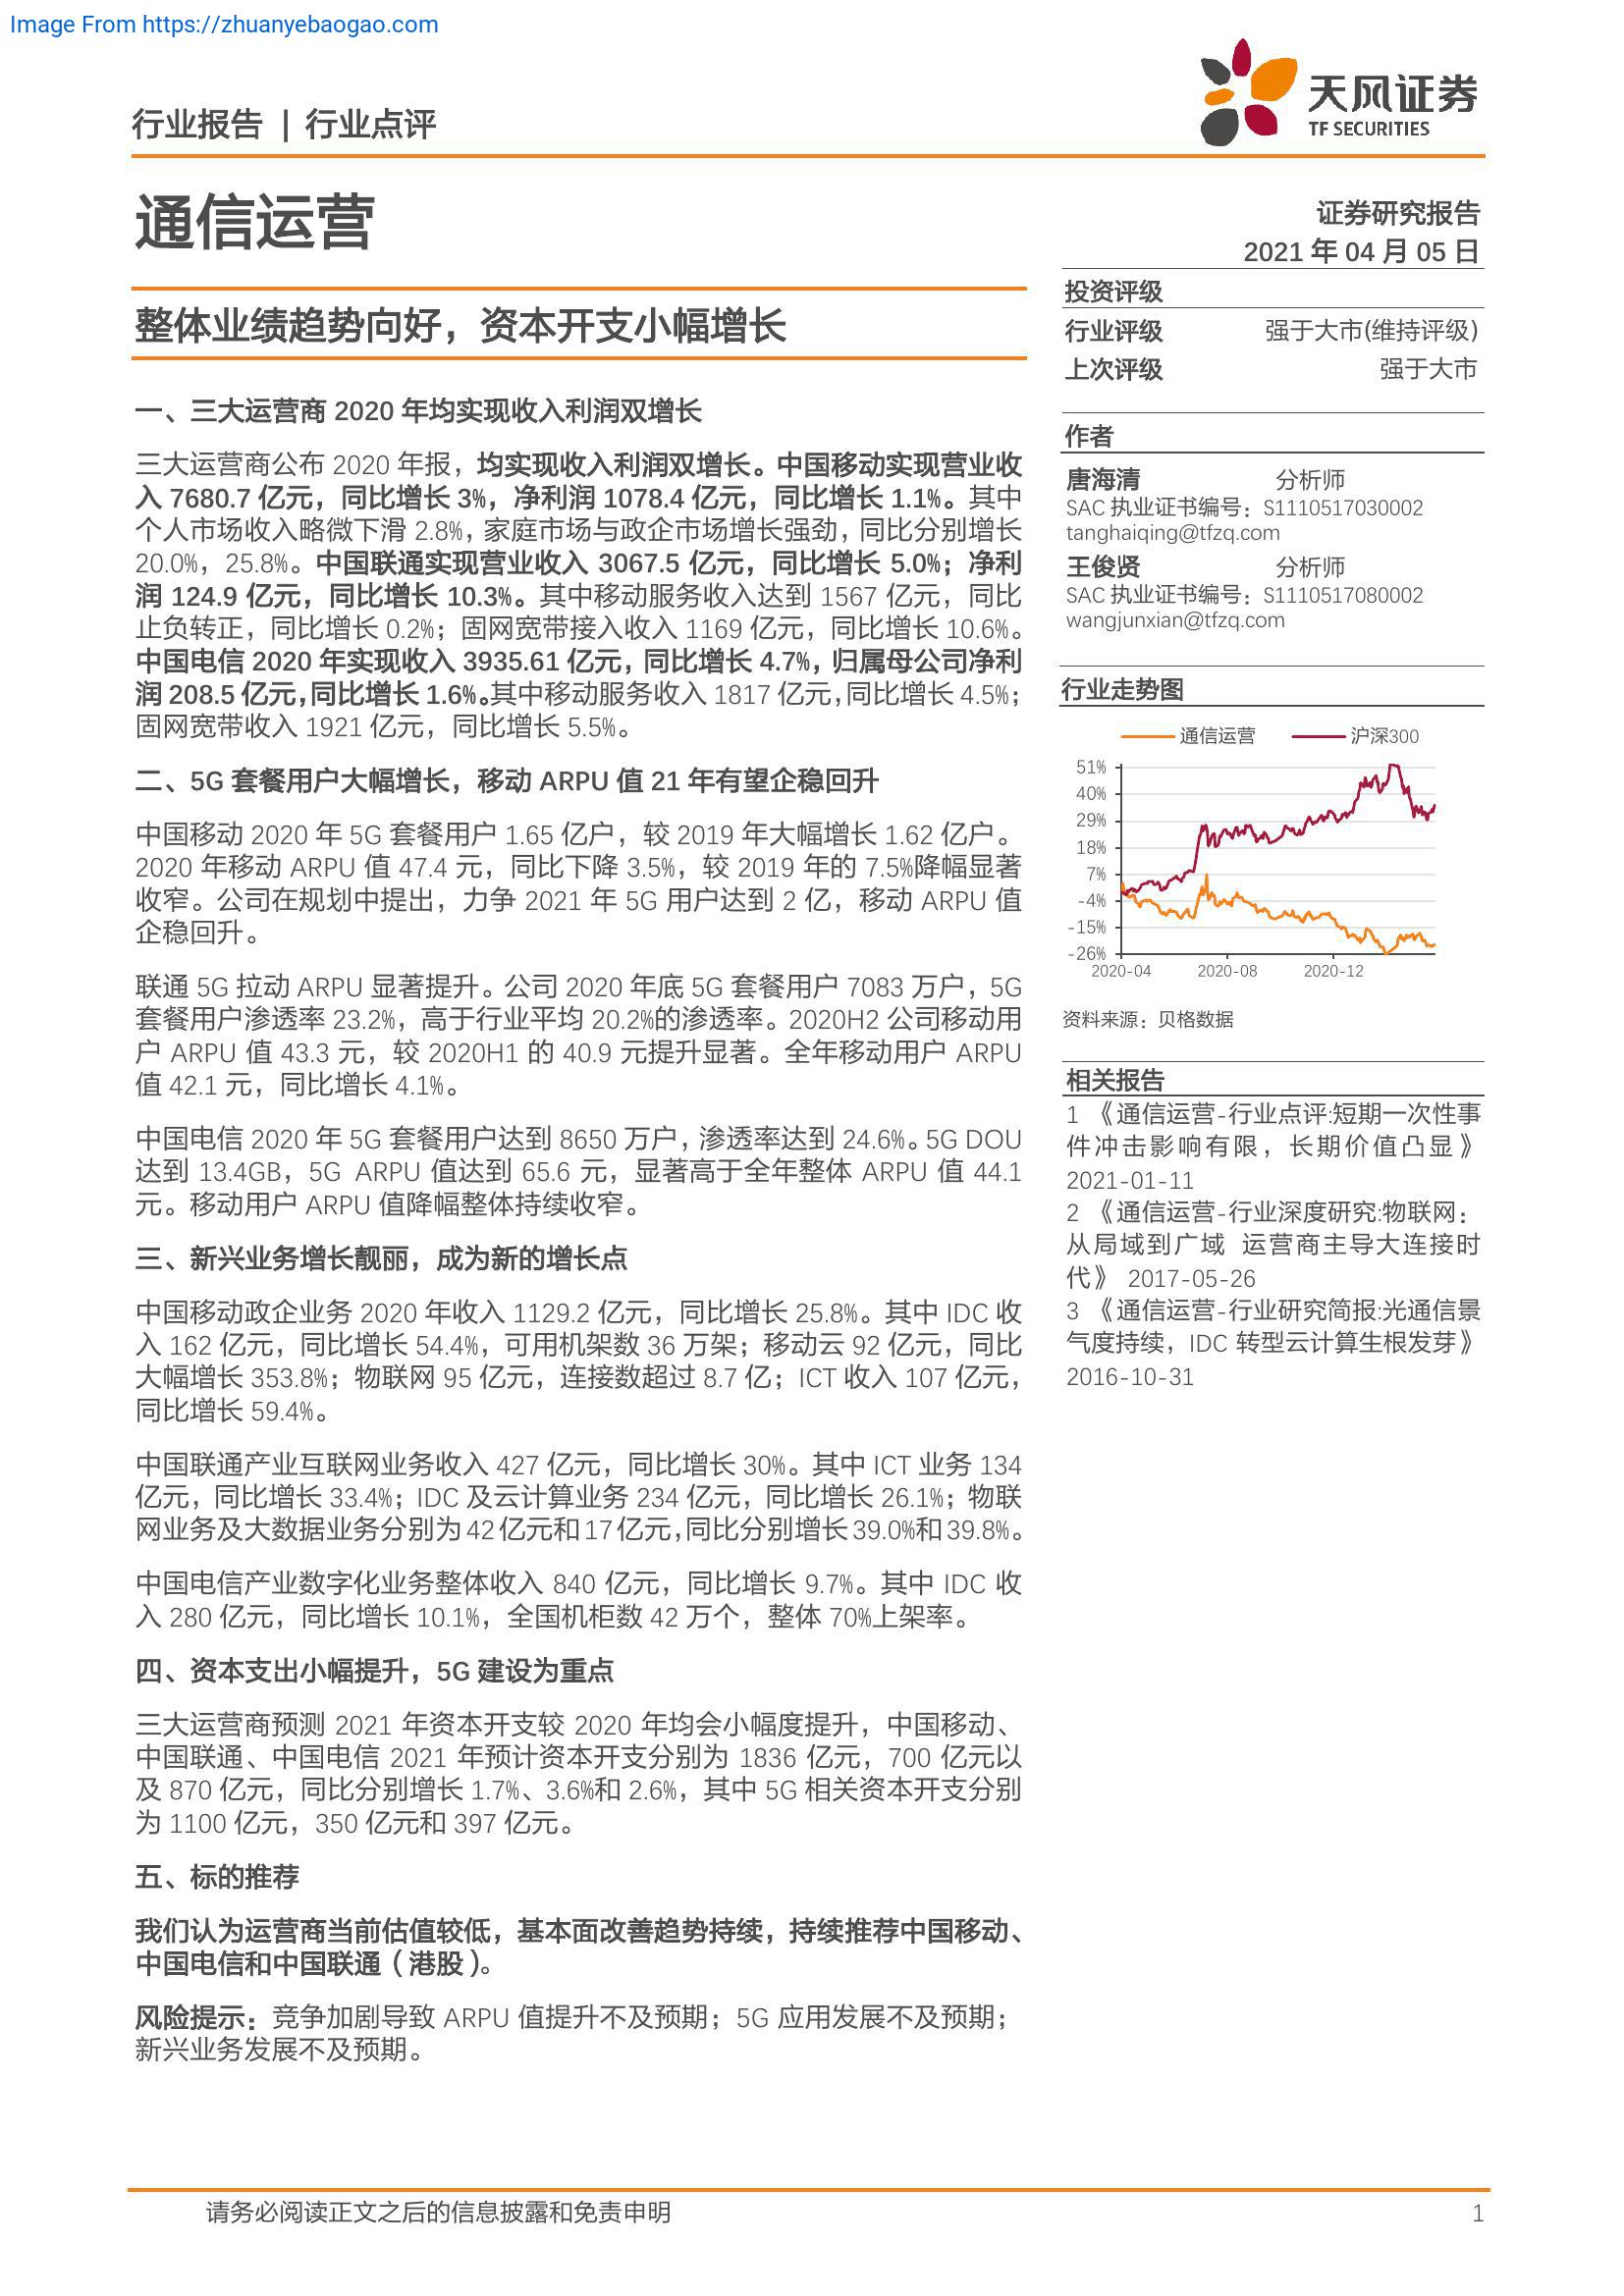 Image From https://zhuanyebaogao.com
行业报告 | 行业点评
天风证券
TF SECURITIES
通信运营
证券研究报告
2021 年 04 月 05 日
整体业绩趋势向好，资本开支小幅增长
一、三大运营商 2020 年均实现收入利润双增长
三大运营商公布 2020 年报，均实现收入利润双增长。中国移动实现营业收
入 7680.7 亿元，同比增长 3%，净利润 1078.4 亿元，同比增长 1.1%。其中
个人市场收入略微下滑 2.8%，家庭市场与政企市场增长强劲，同比分别增长
20.0%，25.8%。中国联通实现营业收入 3067.5 亿元，同比增长 5.0%；净利
润 124.9 亿元，同比增长 10.3%。其中移动服务收入达到 1567 亿元，同比
止负转正，同比增长 0.2%；固网宽带接入收入 1169 亿元，同比增长 10.6%。
中国电信 2020 年实现收入 3935.61 亿元，同比增长 4.7%，归属母公司净利
润 208.5 亿元，同比增长 1.6%。其中移动服务收入 1817 亿元，同比增长 4.5%；
固网宽带收入 1921 亿元，同比增长 5.5%。
二、5G 套餐用户大幅增长，移动 ARPU 值 21 年有望企稳回升
中国移动 2020 年 5G 套餐用户 1.65 亿户，较 2019 年大幅增长 1.62 亿户。
2020 年移动 ARPU 值 47.4 元，同比下降 3.5%，较 2019 年的 7.5%降幅显著
收窄。公司在规划中提出，力争 2021 年 5G 用户达到 2 亿，移动 ARPU 值
企稳回升。
联通 5G 拉动 ARPU 显著提升。公司 2020 年底 5G 套餐用户 7083 万户，5G
套餐用户渗透率 23.2%，高于行业平均 20.2%的渗透率。2020H2 公司移动用
户 ARPU 值 43.3 元，较 2020H1 的 40.9 元提升显著。全年移动用户 ARPU
值 42.1 元，同比增长 4.1%。
中国电信 2020 年 5G 套餐用户达到 8650 万户，渗透率达到 24.6%。5G DOU
达到 13.4GB，5G ARPU 值达到 65.6 元，显著高于全年整体 ARPU 值 44.1
元。移动用户 ARPU 值降幅整体持续收窄。
三、新兴业务增长靓丽，成为新的增长点
中国移动政企业务 2020 年收入 1129.2 亿元，同比增长 25.8%。其中 IDC 收
入 162 亿元，同比增长 54.4%，可用机架数 36 万架；移动云 92 亿元，同比
大幅增长 353.8%；物联网 95 亿元，连接数超过 8.7 亿；ICT 收入 107 亿元，
同比增长 59.4%。
中国联通产业互联网业务收入 427 亿元，同比增长 30%。其中 ICT 业务 134
亿元，同比增长 33.4%；IDC 及云计算业务 234 亿元，同比增长 26.1%；物联
网业务及大数据业务分别为 42 亿元和 17 亿元，同比分别增长 39.0%和 39.8%。
中国电信产业数字化业务整体收入 840 亿元，同比增长 9.7%。其中 IDC 收
入 280 亿元，同比增长 10.1%，全国机柜数 42 万个，整体 70%上架率。
四、资本支出小幅提升，5G 建设为重点
三大运营商预测 2021 年资本开支较 2020 年均会小幅度提升，中国移动、
中国联通、中国电信 2021 年预计资本开支分别为 1836 亿元，700 亿元以
及 870 亿元，同比分别增长 1.7%、3.6%和 2.6%，其中 5G 相关资本开支分别
为 1100 亿元，350 亿元和 397 亿元。
五、标的推荐
我们认为运营商当前估值较低，基本面改善趋势持续，持续推荐中国移动、
中国电信和中国联通（港股）。
风险提示：竞争加剧导致 ARPU 值提升不及预期；5G 应用发展不及预期；
新兴业务发展不及预期。
投资评级
行业评级 强于大市(维持评级)
上次评级 强于大市
作者
唐海清 分析师
SAC 执业证书编号：S1110517030002
tanghaiqing@tfzq.com
王俊贤 分析师
SAC 执业证书编号：S1110517080002
wangjunxian@tfzq.com
行业走势图
通信运营 沪深300
51%
40%
29%
18%
7%
-4%
-15%
-26%
2020-04 2020-08 2020-12
资料来源：贝格数据
相关报告
1 《通信运营-行业点评:短期一次性事
件冲击影响有限，长期价值凸显》
2021-01-11
2 《通信运营-行业深度研究:物联网：
从局域到广域 运营商主导大连接时
代》 2017-05-26
3 《通信运营-行业研究简报:光通信景
气度持续，IDC 转型云计算生根发芽》
2016-10-31
请务必阅读正文之后的信息披露和免责申明 1